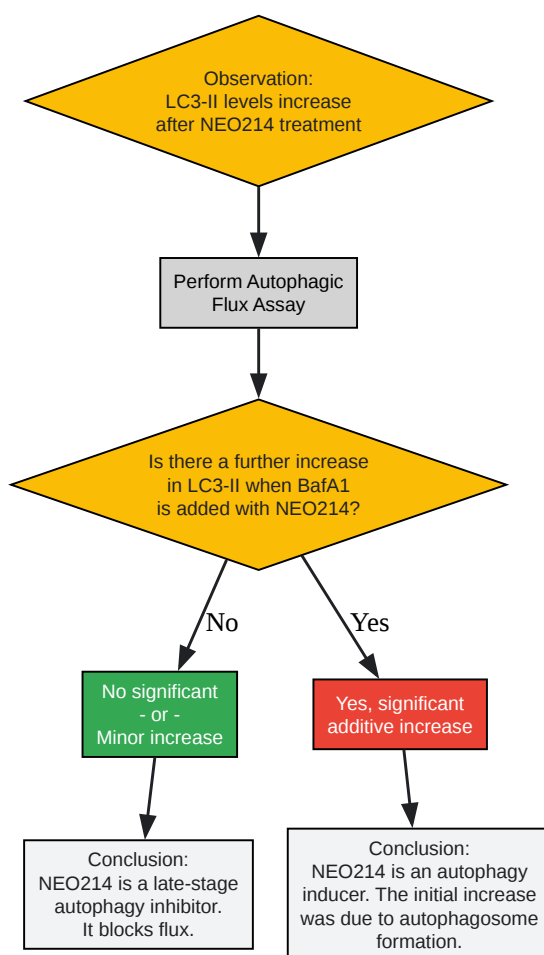 Observation:
LC3-II levels increase
after NEO214 treatment
Perform Autophagic
Flux Assay
Is there a further increase
in LC3-II when BafA1
is added with NEO214?
No
Yes
No significant
- or -
Minor increase
Yes, significant
additive increase
Conclusion:
NEO214 is a late-stage
autophagy inhibitor.
It blocks flux.
Conclusion:
NEO214 is an autophagy
inducer. The initial increase
was due to autophagosome
formation.